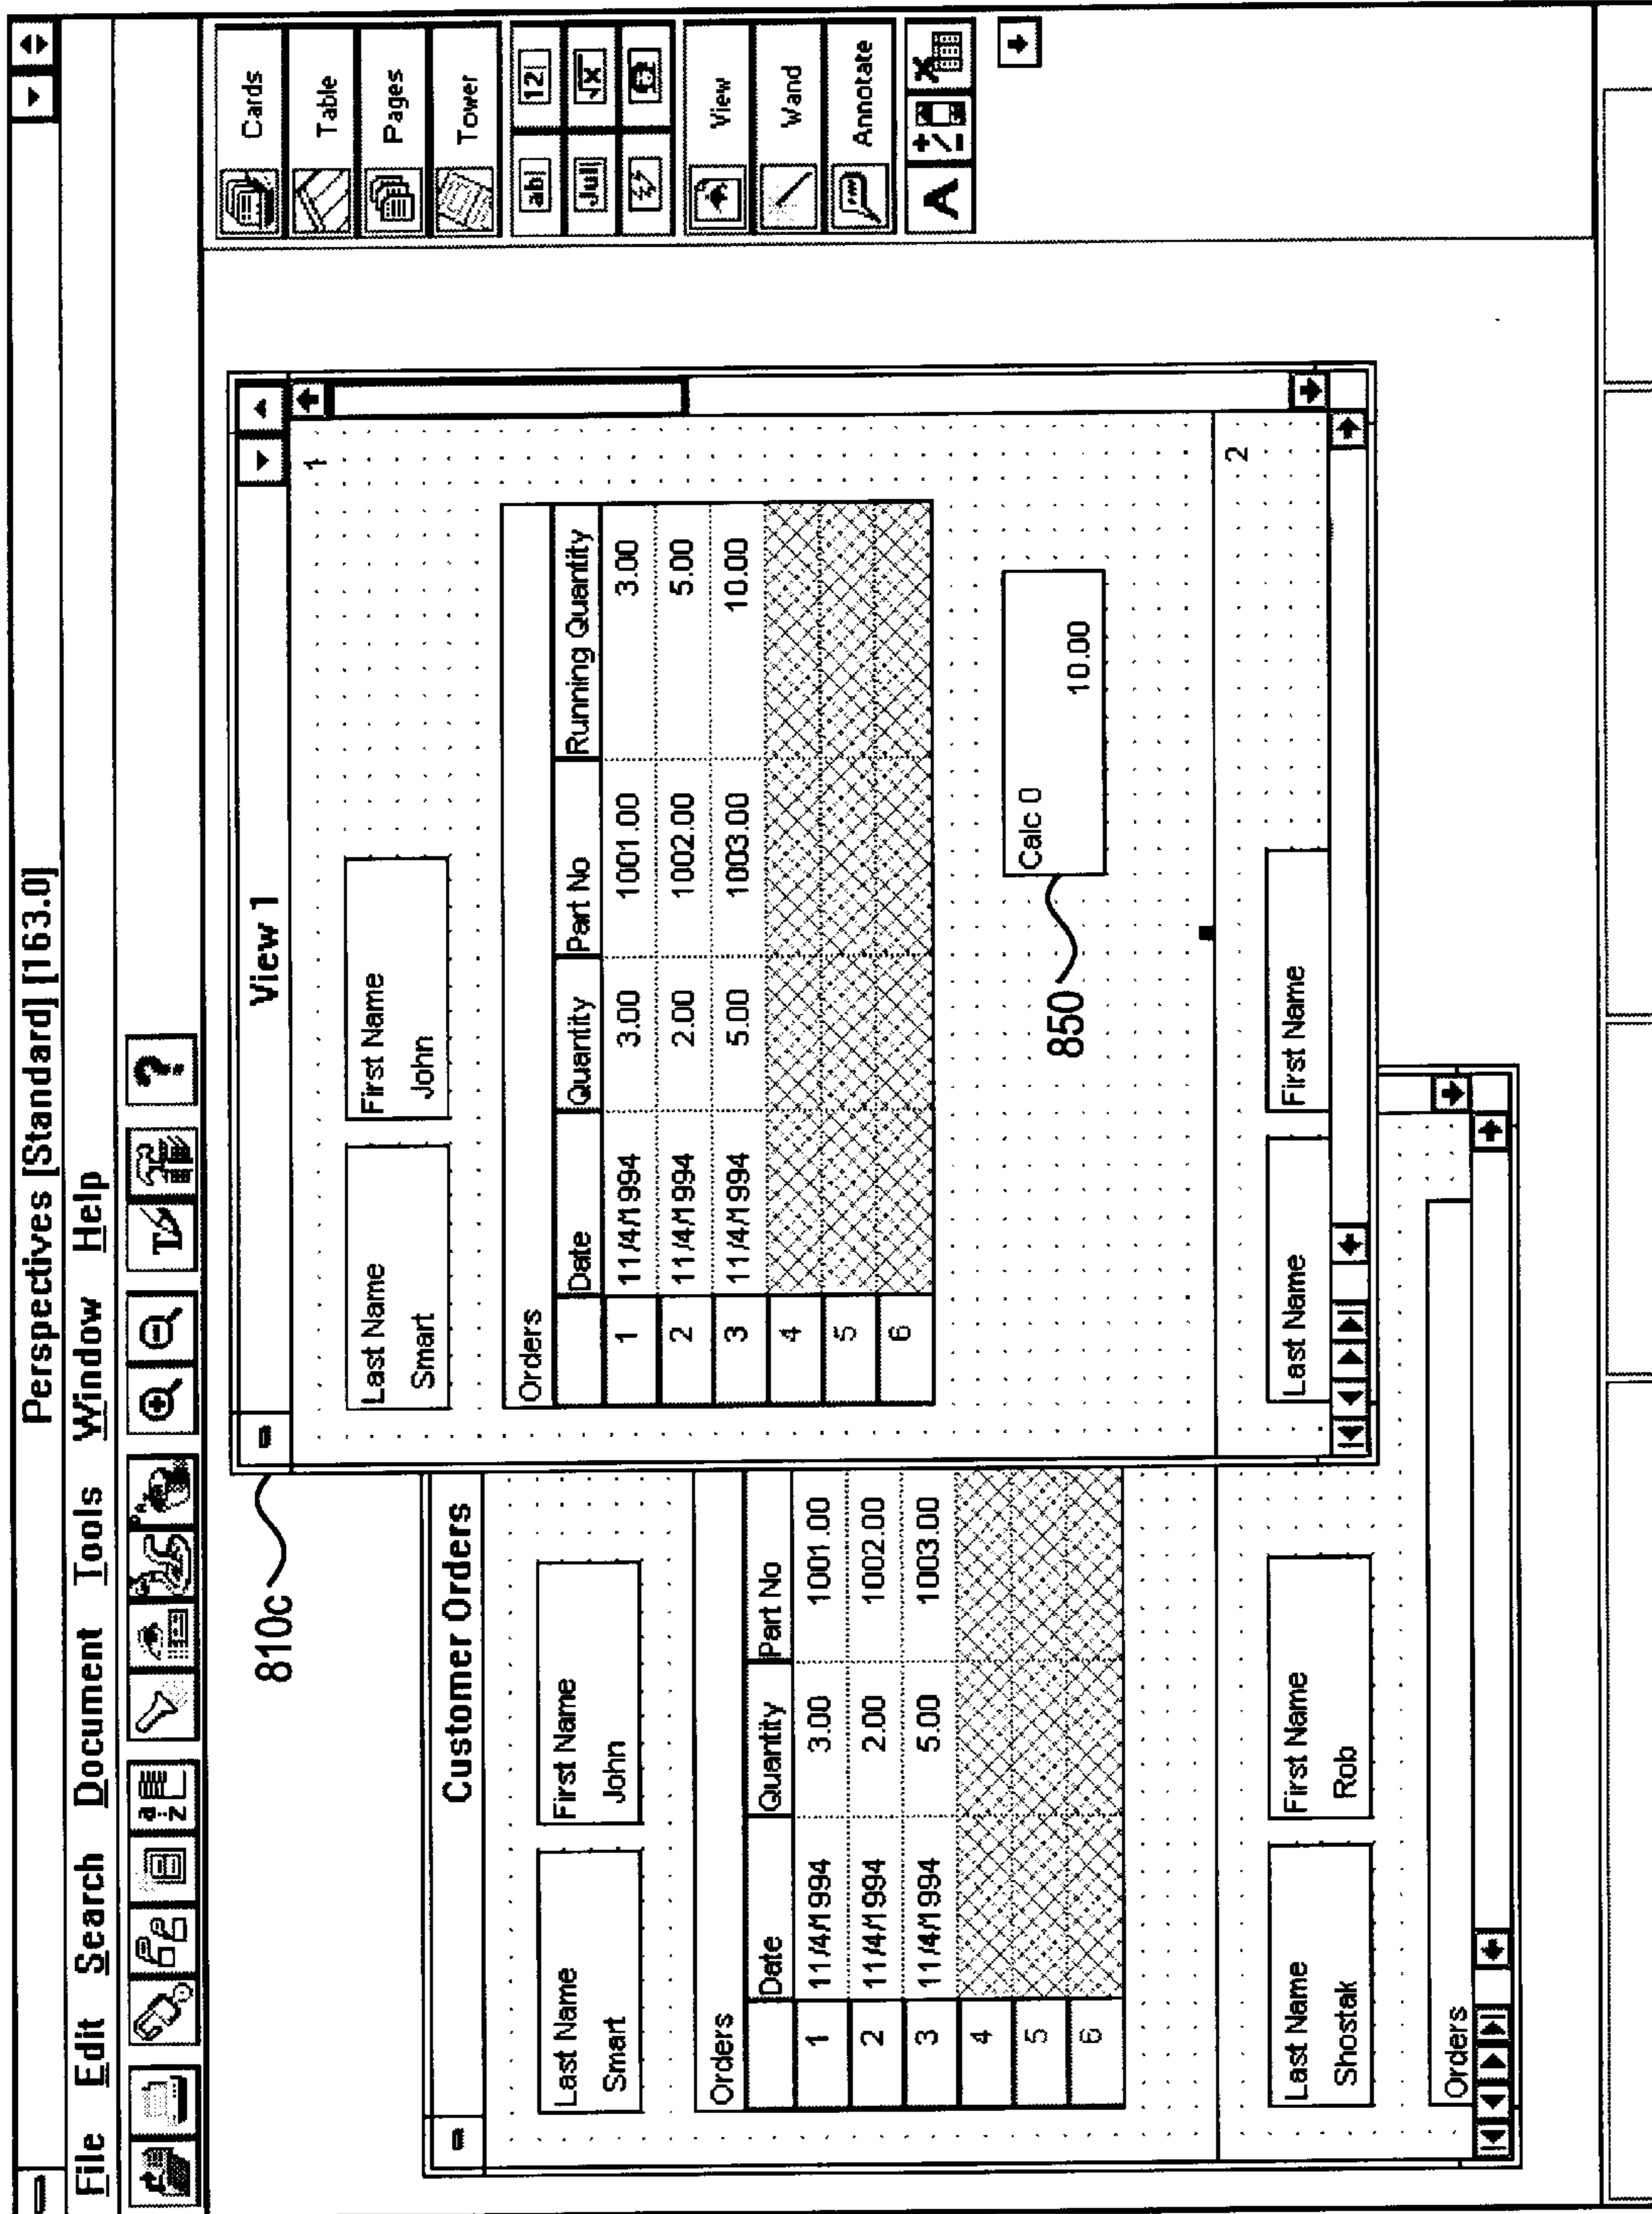 Perspectives [Standard] [163.0]
File Edit Search Document Tools Window Help
?
810c
View 1
1
Last Name
Smart
First Name
John
Orders
Date Quantity Part No Running Quantity
1 11/4/1994 3.00 1001.00 3.00
2 11/4/1994 2.00 1002.00 5.00
3 11/4/1994 5.00 1003.00 10.00
4
5
6
850
Calc 0
10.00
2
Last Name
First Name
Customer Orders
Last Name
Smart
First Name
John
Orders
Date Quantity Part No
1 11/4/1994 3.00 1001.00
2 11/4/1994 2.00 1002.00
3 11/4/1994 5.00 1003.00
4
5
6
Last Name
Shostak
First Name
Rob
Orders
Cards
Table
Pages
Tower
ab| 12|
Jull √x
View
Wand
Annotate
A